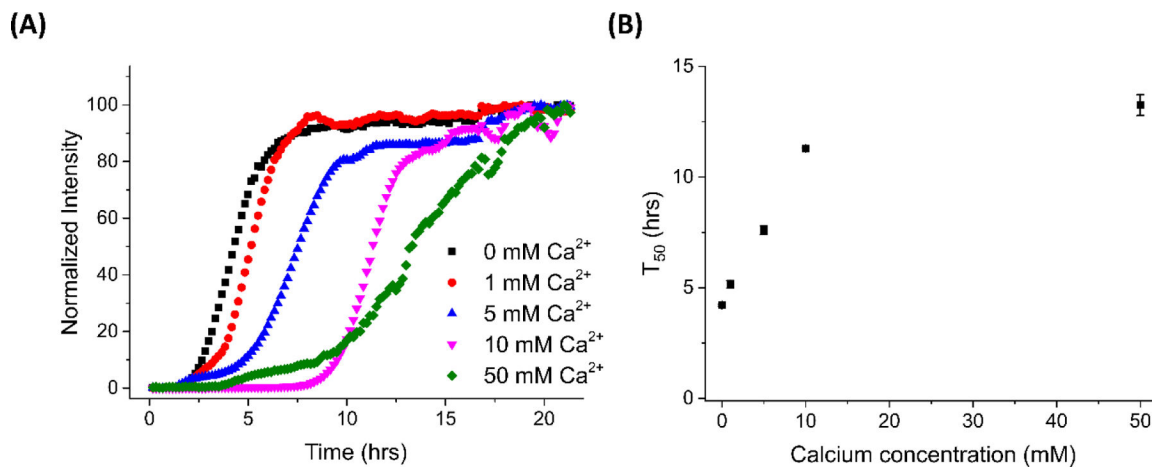 (A)
Normalized Intensity
100
80
60
40
20
0
0 mM Ca²⁺
1 mM Ca²⁺
5 mM Ca²⁺
10 mM Ca²⁺
50 mM Ca²⁺
0 5 10 15 20
Time (hrs)
(B)
T₅₀ (hrs)
15
10
5
0
0 10 20 30 40 50
Calcium concentration (mM)